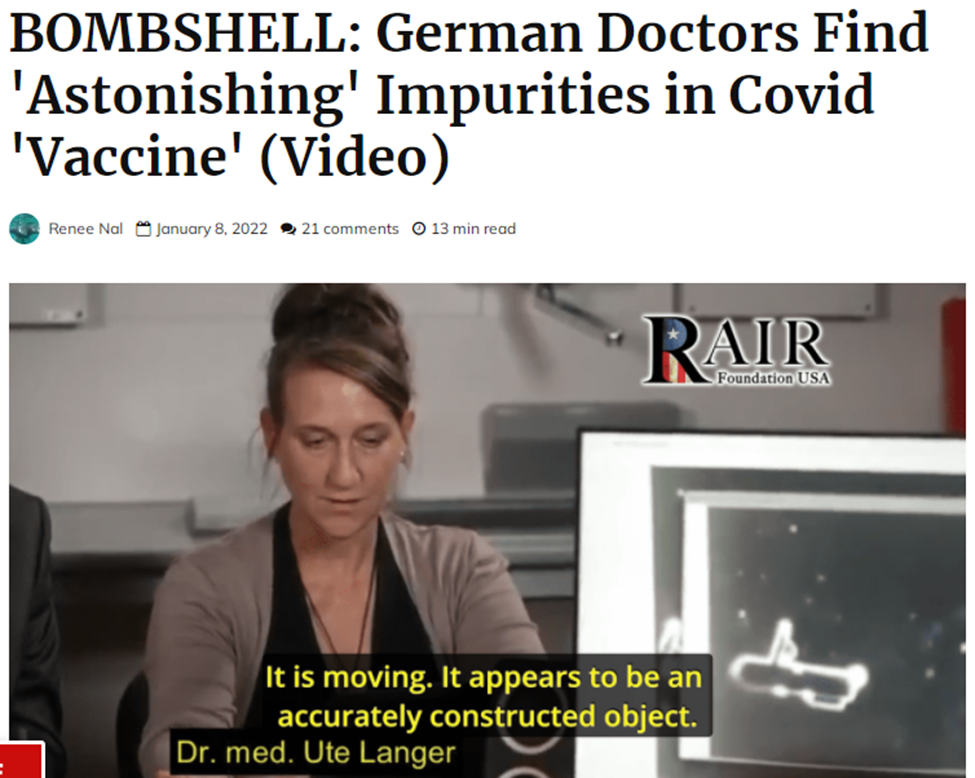 BOMBSHELL: German Doctors Find
'Astonishing' Impurities in Covid
'Vaccine' (Video)
Renee Nal January 8, 2022 21 comments 13 min read
RAIR
Foundation USA
It is moving. It appears to be an
accurately constructed object.
Dr. med. Ute Langer